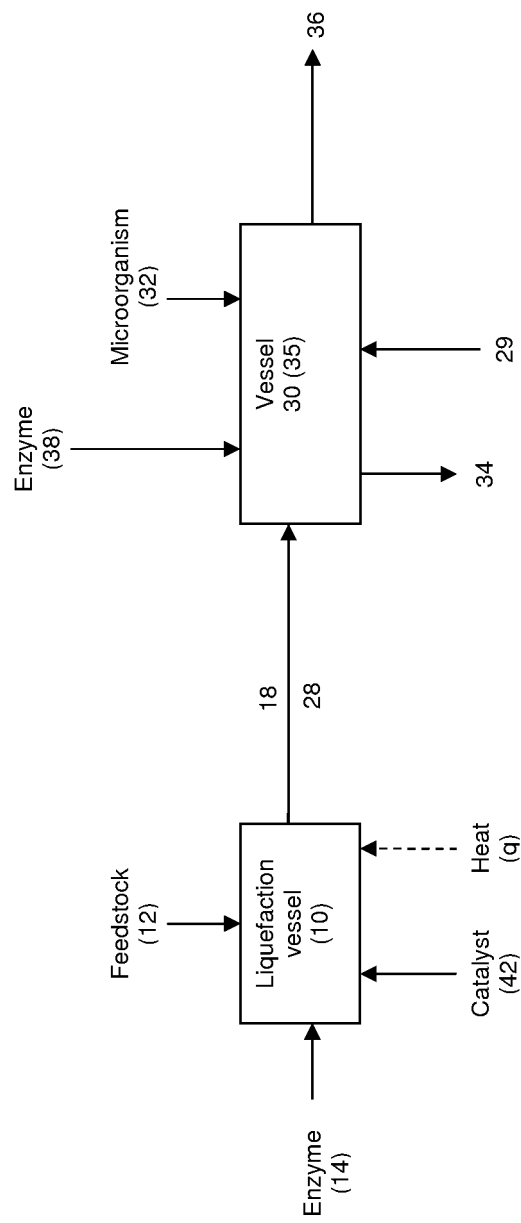 Enzyme
(14)
Feedstock
(12)
Liquefaction
vessel
(10)
Catalyst
(42)
Heat
(q)
18
28
Enzyme
(38)
Microorganism
(32)
Vessel
30 (35)
34
29
36